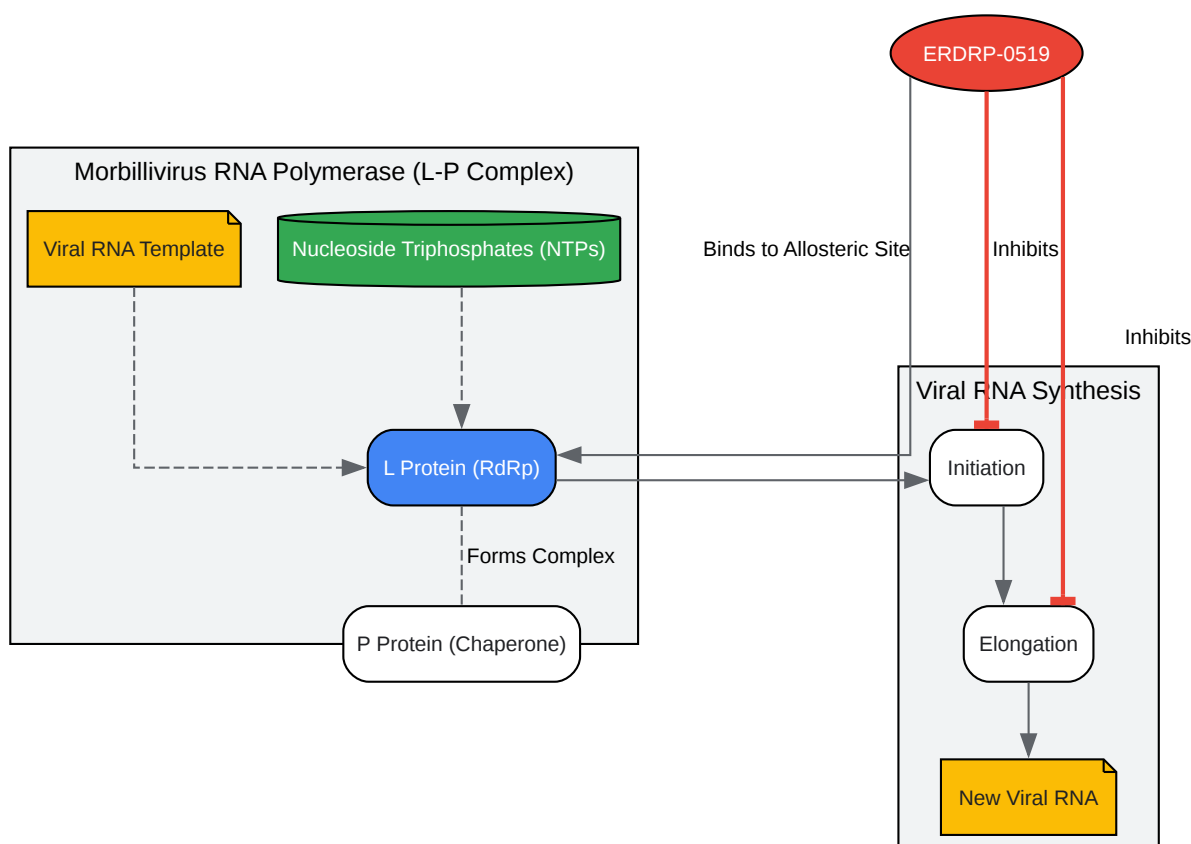 ERDRP-0519
Morbillivirus RNA Polymerase (L-P Complex)
Viral RNA Template
Nucleoside Triphosphates (NTPs)
Binds to Allosteric Site
Inhibits
Inhibits
Viral RNA Synthesis
L Protein (RdRp)
Initiation
Forms Complex
P Protein (Chaperone)
Elongation
New Viral RNA